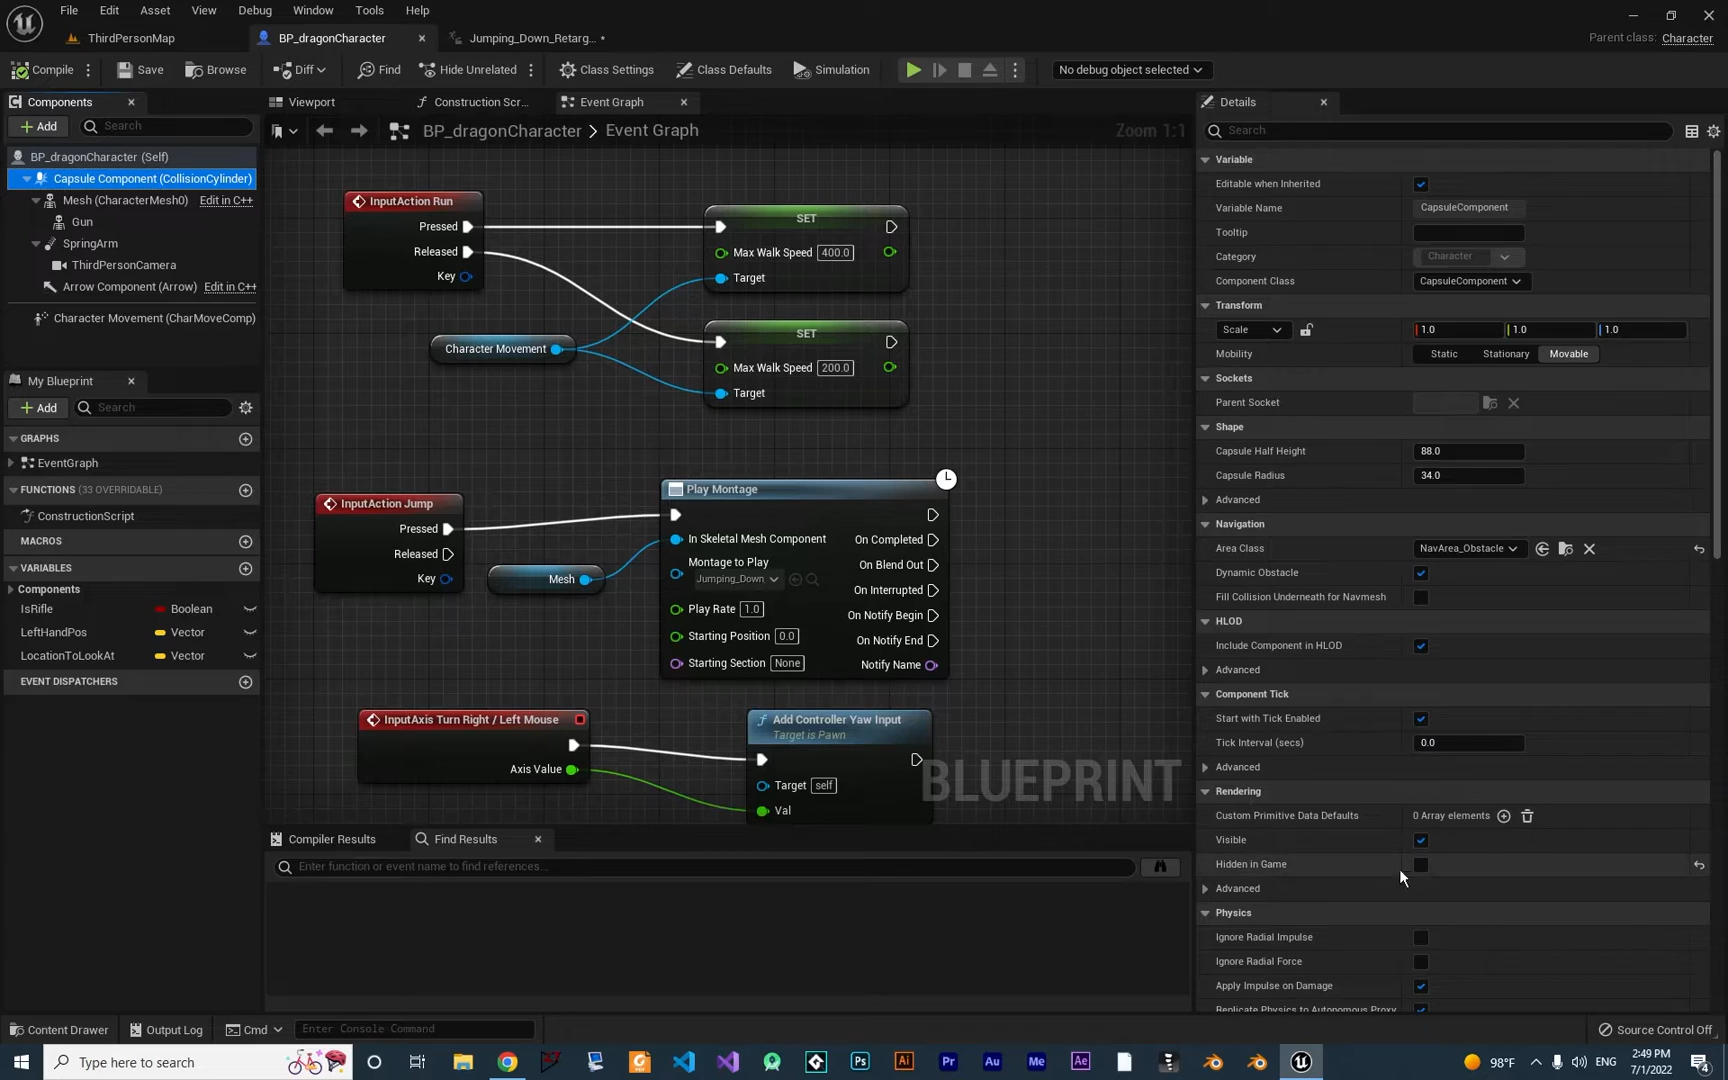 File Edit Asset View Debug Window Tools Help
ThirdPersonMap
BP_dragonCharacter
Jumping_Down_Retarg... •
Parent class: Character
Compile
Save
Browse
Diff
Find
Hide Unrelated
Class Settings
Class Defaults
Simulation
No debug object selected
Components
Add
Search
BP_dragonCharacter (Self)
Capsule Component (CollisionCylinder)
Mesh (CharacterMesh0) Edit in C++
Gun
SpringArm
ThirdPersonCamera
Arrow Component (Arrow) Edit in C++
Character Movement (CharMoveComp)
My Blueprint
Add
Search
GRAPHS
EventGraph
FUNCTIONS (33 OVERRIDABLE)
ConstructionScript
MACROS
VARIABLES
Components
IsRifle Boolean
LeftHandPos Vector
LocationToLookAt Vector
EVENT DISPATCHERS
Viewport
Construction Scr...
Event Graph
BP_dragonCharacter > Event Graph
Zoom 1:1
InputAction Run
Pressed
Released
Key
SET
Max Walk Speed 400.0
Target
Character Movement
SET
Max Walk Speed 200.0
Target
InputAction Jump
Pressed
Released
Key
Mesh
Play Montage
In Skeletal Mesh Component
On Completed
Montage to Play
Jumping_Down
On Blend Out
On Interrupted
Play Rate 1.0
On Notify Begin
Starting Position 0.0
On Notify End
Starting Section None
Notify Name
InputAxis Turn Right / Left Mouse
Axis Value
Add Controller Yaw Input
Target is Pawn
Target self
Val
BLUEPRINT
Compiler Results
Find Results
Enter function or event name to find references...
Details
Search
Variable
Editable when Inherited
Variable Name CapsuleComponent
Tooltip
Category Character
Component Class CapsuleComponent
Transform
Scale 1.0 1.0 1.0
Mobility Static Stationary Movable
Sockets
Parent Socket
Shape
Capsule Half Height 88.0
Capsule Radius 34.0
Advanced
Navigation
Area Class NavArea_Obstacle
Dynamic Obstacle
Fill Collision Underneath for Navmesh
HLOD
Include Component in HLOD
Advanced
Component Tick
Start with Tick Enabled
Tick Interval (secs) 0.0
Advanced
Rendering
Custom Primitive Data Defaults 0 Array elements
Visible
Hidden in Game
Advanced
Physics
Ignore Radial Impulse
Ignore Radial Force
Apply Impulse on Damage
Replicate Physics to Autonomous Proxy
Content Drawer
Output Log
Cmd
Enter Console Command
Source Control Off
Type here to search
Ps
Ai
Pr
Au
Me
Ae
98°F
ENG
2:49 PM
7/1/2022
4